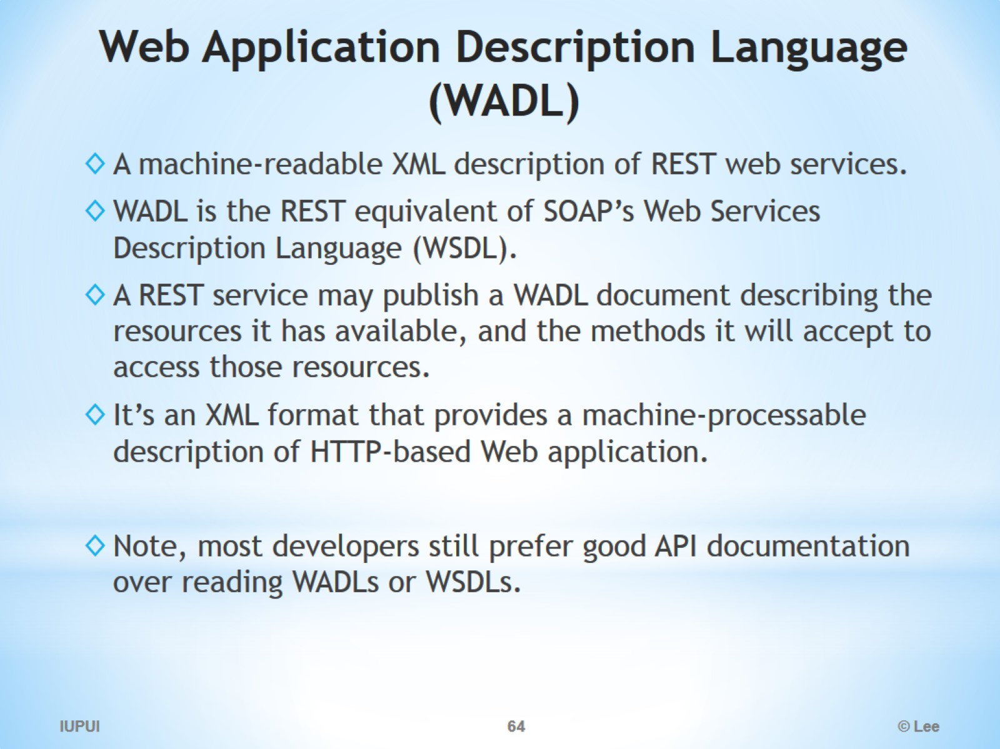 Web Application Description Language
(WADL)
◇ A machine-readable XML description of REST web services.
◇ WADL is the REST equivalent of SOAP’s Web Services
Description Language (WSDL).
◇ A REST service may publish a WADL document describing the
resources it has available, and the methods it will accept to
access those resources.
◇ It’s an XML format that provides a machine-processable
description of HTTP-based Web application.
◇ Note, most developers still prefer good API documentation
over reading WADLs or WSDLs.
IUPUI 64 © Lee